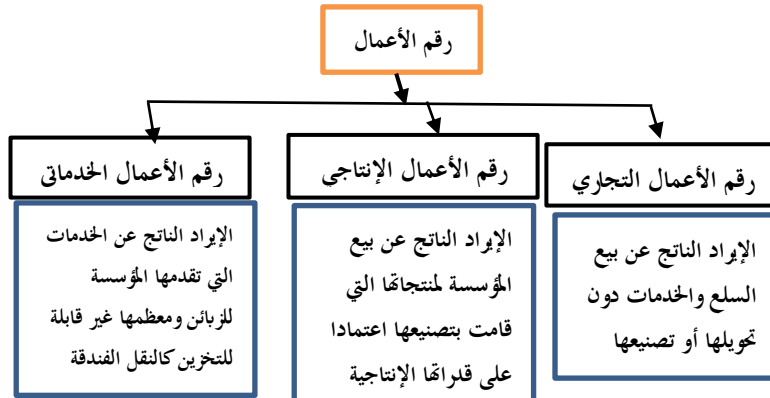 رقم الأعمال
رقم الأعمال التجاري
الإيراد الناتج عن بيع
السلع والخدمات دون
تحويلها أو تصنيعها
رقم الأعمال الإنتاجي
الإيراد الناتج عن بيع
المؤسسة لمنتجاتها التي
قامت بتصنيعها اعتمادا
على قدراتها الإنتاجية
رقم الأعمال الخدماتي
الإيراد الناتج عن الخدمات
التي تقدمها المؤسسة
للزبائن ومعظمها غير قابلة
للتخزين كالنقل الفندقة